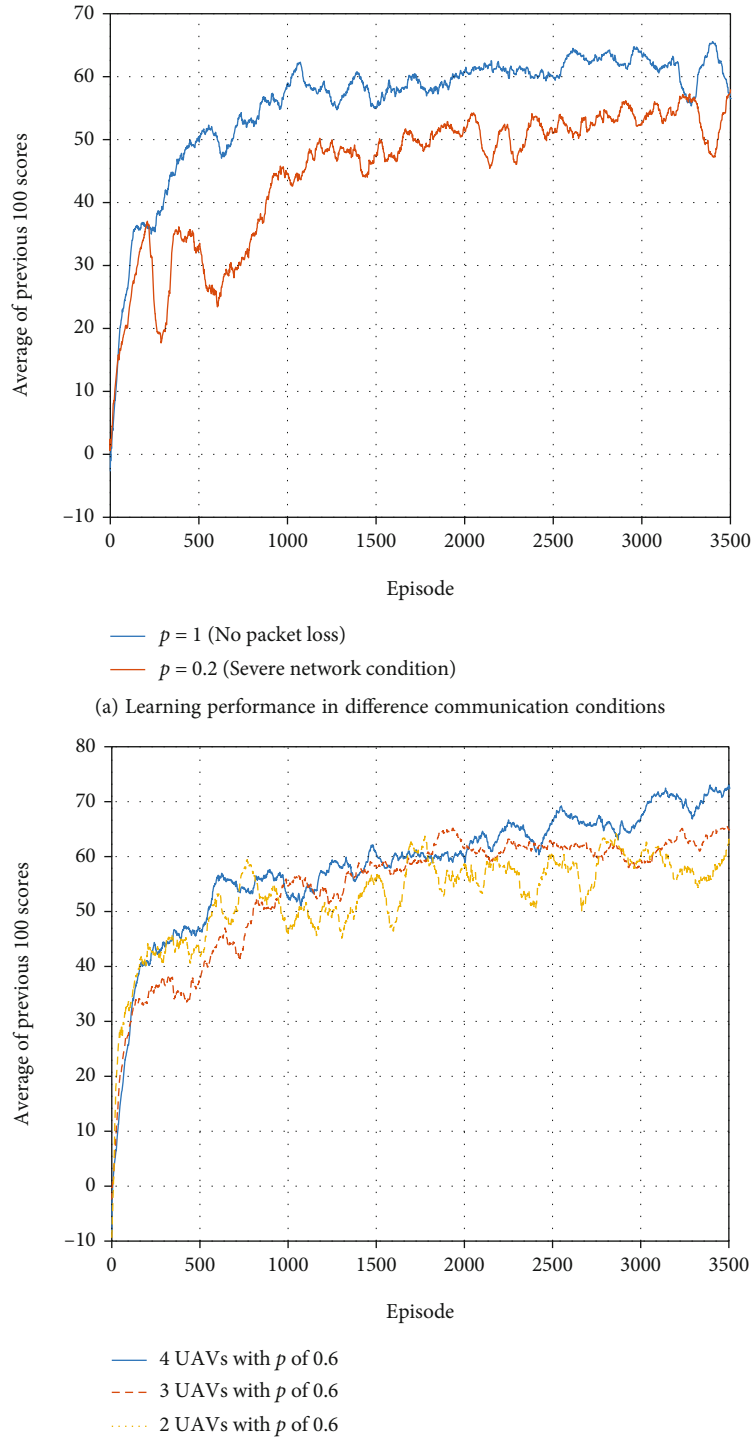 70
60
50
40
30
20
10
0
−10
0 500 1000 1500 2000 2500 3000 3500
Average of previous 100 scores
Episode
p = 1 (No packet loss)
p = 0.2 (Severe network condition)
(a) Learning performance in difference communication conditions
80
70
60
50
40
30
20
10
0
−10
0 500 1000 1500 2000 2500 3000 3500
Average of previous 100 scores
Episode
4 UAVs with p of 0.6
3 UAVs with p of 0.6
2 UAVs with p of 0.6